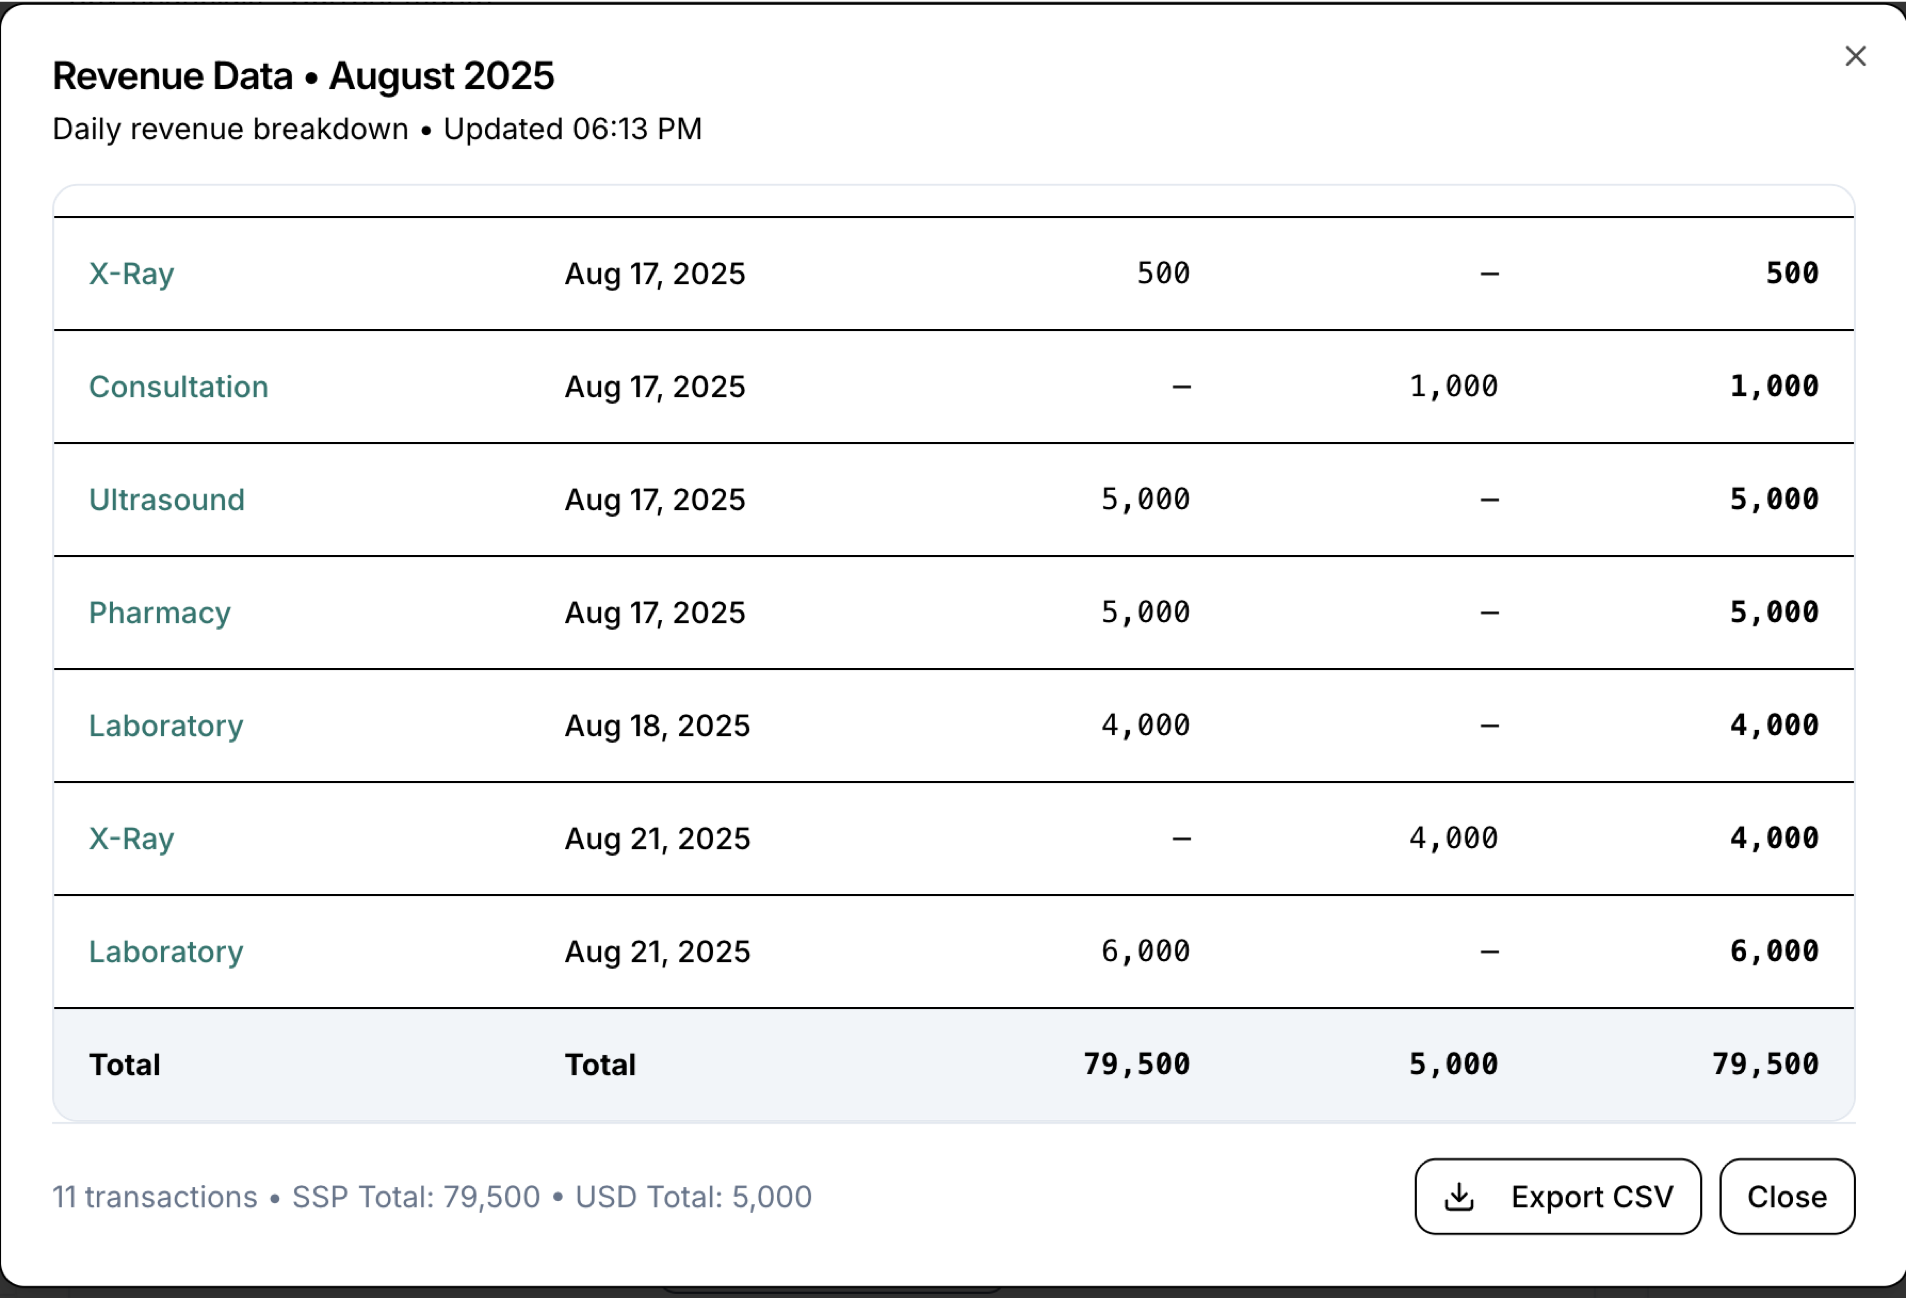 Revenue Data • August 2025
Daily revenue breakdown • Updated 06:13 PM
X-Ray Aug 17, 2025 500 – 500
Consultation Aug 17, 2025 – 1,000 1,000
Ultrasound Aug 17, 2025 5,000 – 5,000
Pharmacy Aug 17, 2025 5,000 – 5,000
Laboratory Aug 18, 2025 4,000 – 4,000
X-Ray Aug 21, 2025 – 4,000 4,000
Laboratory Aug 21, 2025 6,000 – 6,000
Total Total 79,500 5,000 79,500
11 transactions • SSP Total: 79,500 • USD Total: 5,000 Export CSV Close